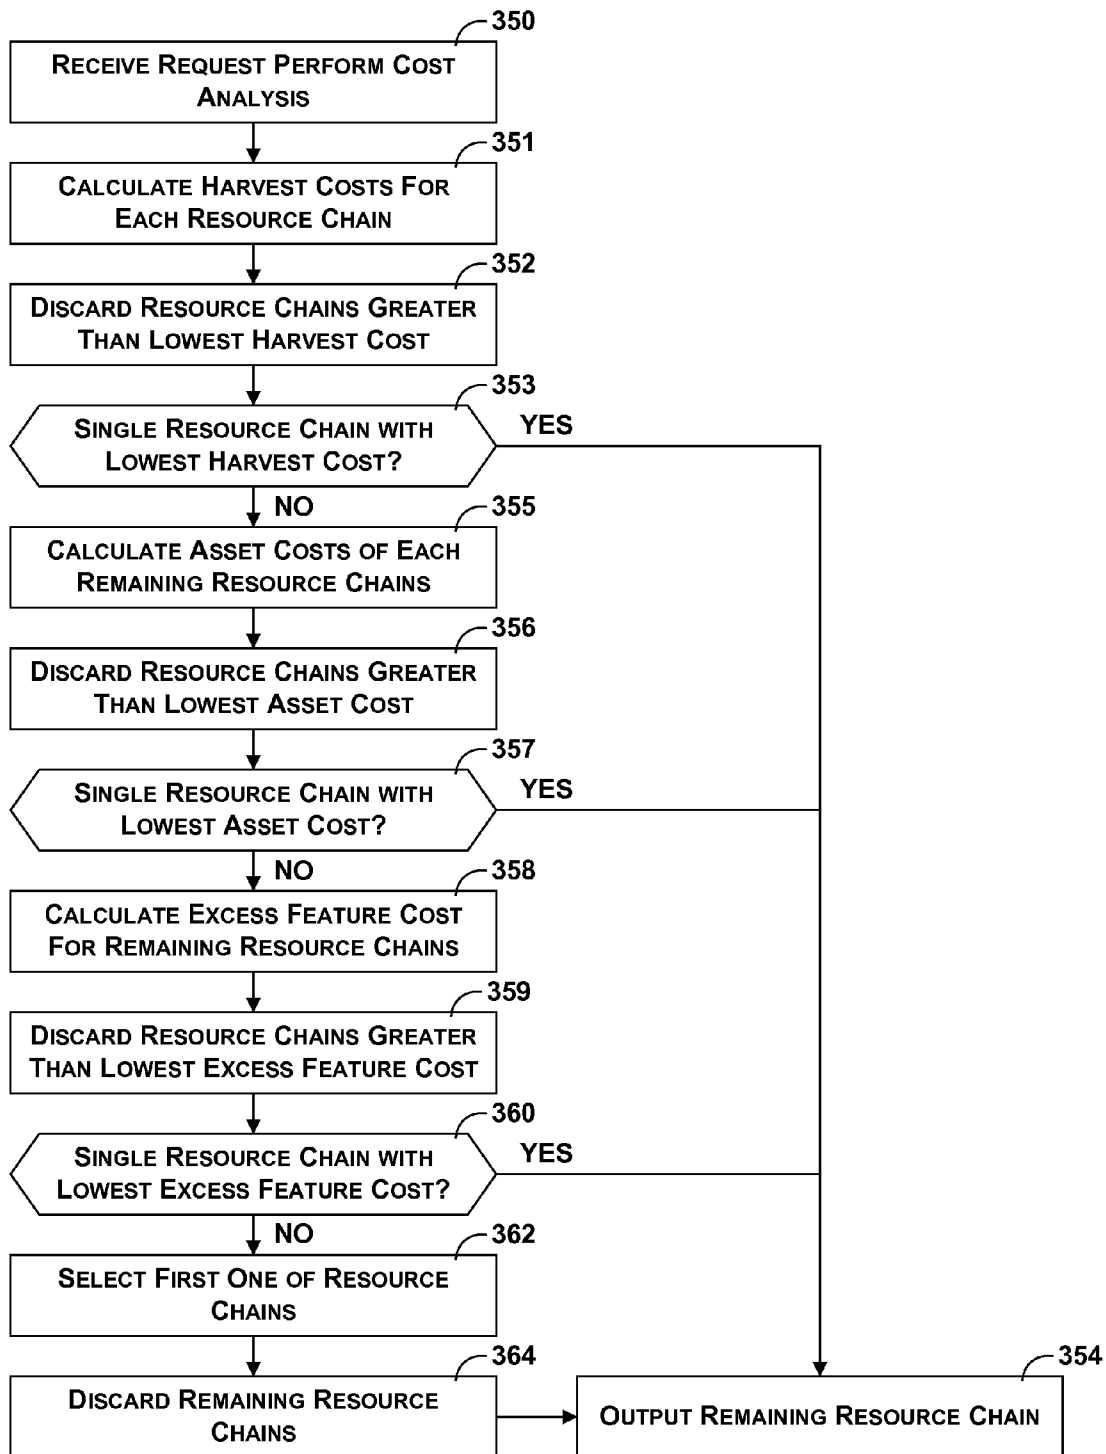 350
RECEIVE REQUEST PERFORM COST
ANALYSIS
351
CALCULATE HARVEST COSTS FOR
EACH RESOURCE CHAIN
352
DISCARD RESOURCE CHAINS GREATER
THAN LOWEST HARVEST COST
353
SINGLE RESOURCE CHAIN WITH
LOWEST HARVEST COST?
YES
NO
355
CALCULATE ASSET COSTS OF EACH
REMAINING RESOURCE CHAINS
356
DISCARD RESOURCE CHAINS GREATER
THAN LOWEST ASSET COST
357
SINGLE RESOURCE CHAIN WITH
LOWEST ASSET COST?
YES
NO
358
CALCULATE EXCESS FEATURE COST
FOR REMAINING RESOURCE CHAINS
359
DISCARD RESOURCE CHAINS GREATER
THAN LOWEST EXCESS FEATURE COST
360
SINGLE RESOURCE CHAIN WITH
LOWEST EXCESS FEATURE COST?
YES
NO
362
SELECT FIRST ONE OF RESOURCE
CHAINS
364
DISCARD REMAINING RESOURCE
CHAINS
354
OUTPUT REMAINING RESOURCE CHAIN